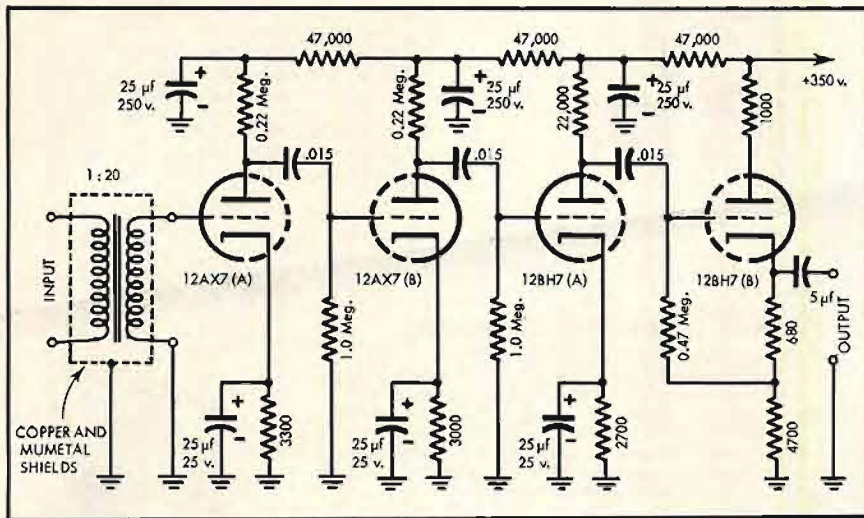 47,000
47,000
47,000
25 µf
250 v.
+
-
0.22 Meg.
0.22 Meg.
+
-
25 µf
250 v.
22,000
+
-
25 µf
250 v.
1000
+350 v.
.015
.015
.015
1:20
INPUT
12AX7 (A)
12AX7 (B)
12BH7 (A)
12BH7 (B)
1.0 Meg.
1.0 Meg.
0.47 Meg.
680
5 µf
OUTPUT
COPPER AND
MUMETAL
SHIELDS
25 µf
25 v.
+
-
3300
25 µf
25 v.
+
-
3000
25 µf
25 v.
+
-
2700
4700